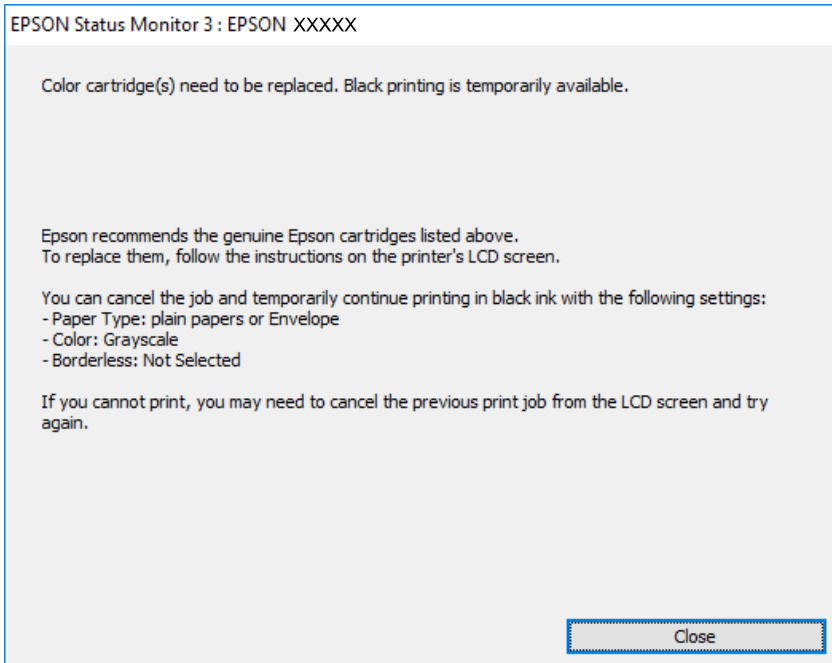 EPSON Status Monitor 3 : EPSON XXXXX
Color cartridge(s) need to be replaced. Black printing is temporarily available.
Epson recommends the genuine Epson cartridges listed above.
To replace them, follow the instructions on the printer's LCD screen.
You can cancel the job and temporarily continue printing in black ink with the following settings:
- Paper Type: plain papers or Envelope
- Color: Grayscale
- Borderless: Not Selected
If you cannot print, you may need to cancel the previous print job from the LCD screen and try
again.
Close